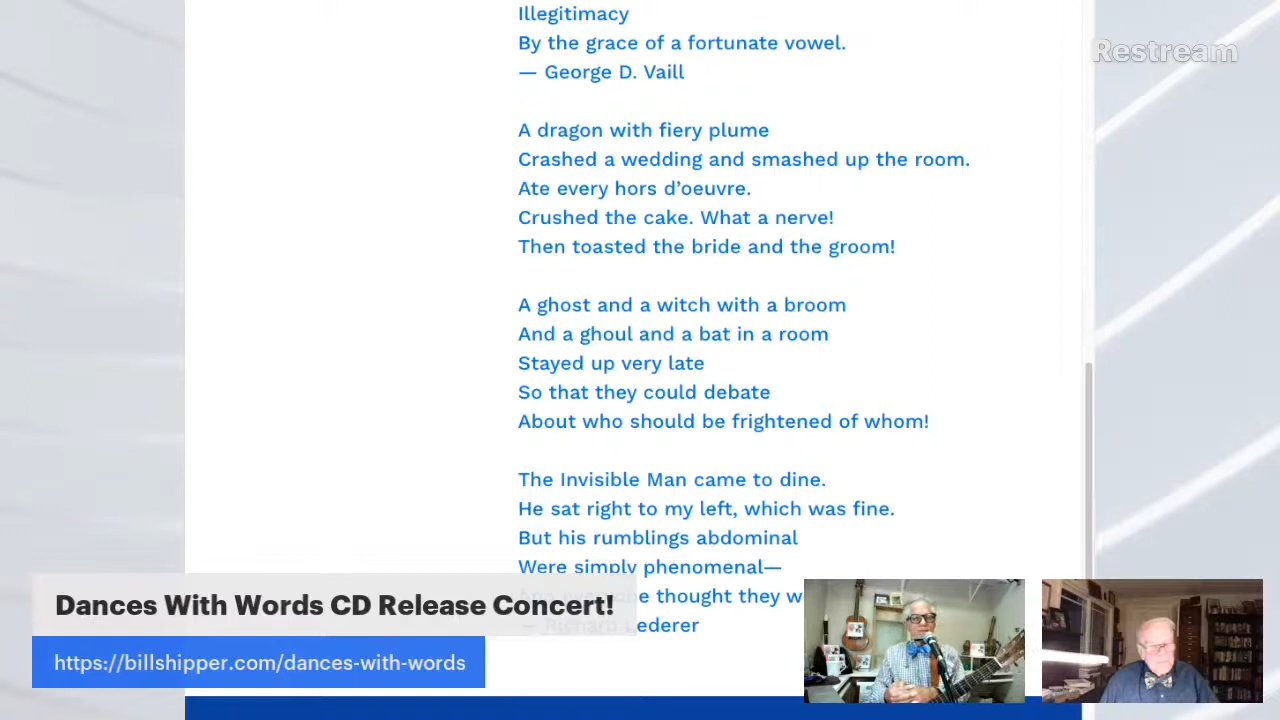 Illegitimacy
By the grace of a fortunate vowel.
— George D. Vaill
A dragon with fiery plume
Crashed a wedding and smashed up the room.
Ate every hors d’oeuvre.
Crushed the cake. What a nerve!
Then toasted the bride and the groom!
A ghost and a witch with a broom
And a ghoul and a bat in a room
Stayed up very late
So that they could debate
About who should be frightened of whom!
The Invisible Man came to dine.
He sat right to my left, which was fine.
But his rumblings abdominal
Were simply phenomenal—
And everyone thought they w
— Richard Lederer
Dances With Words CD Release Concert!
https://billshipper.com/dances-with-words
Restream